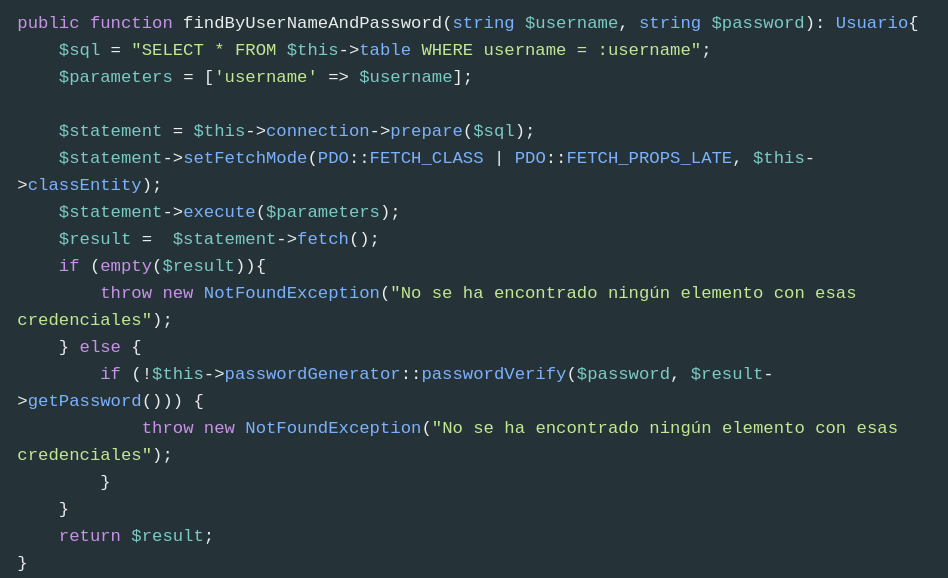 public function findByUserNameAndPassword(string $username, string $password): Usuario{
    $sql = "SELECT * FROM $this->table WHERE username = :username";
    $parameters = ['username' => $username];

    $statement = $this->connection->prepare($sql);
    $statement->setFetchMode(PDO::FETCH_CLASS | PDO::FETCH_PROPS_LATE, $this-
>classEntity);
    $statement->execute($parameters);
    $result =  $statement->fetch();
    if (empty($result)){
        throw new NotFoundException("No se ha encontrado ningún elemento con esas
credenciales");
    } else {
        if (!$this->passwordGenerator::passwordVerify($password, $result-
>getPassword())) {
            throw new NotFoundException("No se ha encontrado ningún elemento con esas
credenciales");
        }
    }
    return $result;
}